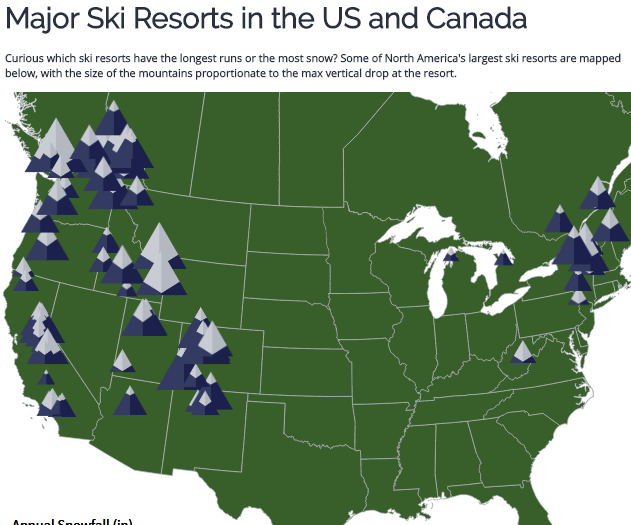 Major Ski Resorts in the US and Canada
Curious which ski resorts have the longest runs or the most snow? Some of North America's largest ski resorts are mapped
below, with the size of the mountains proportionate to the max vertical drop at the resort.
Annual Snowfall (in)